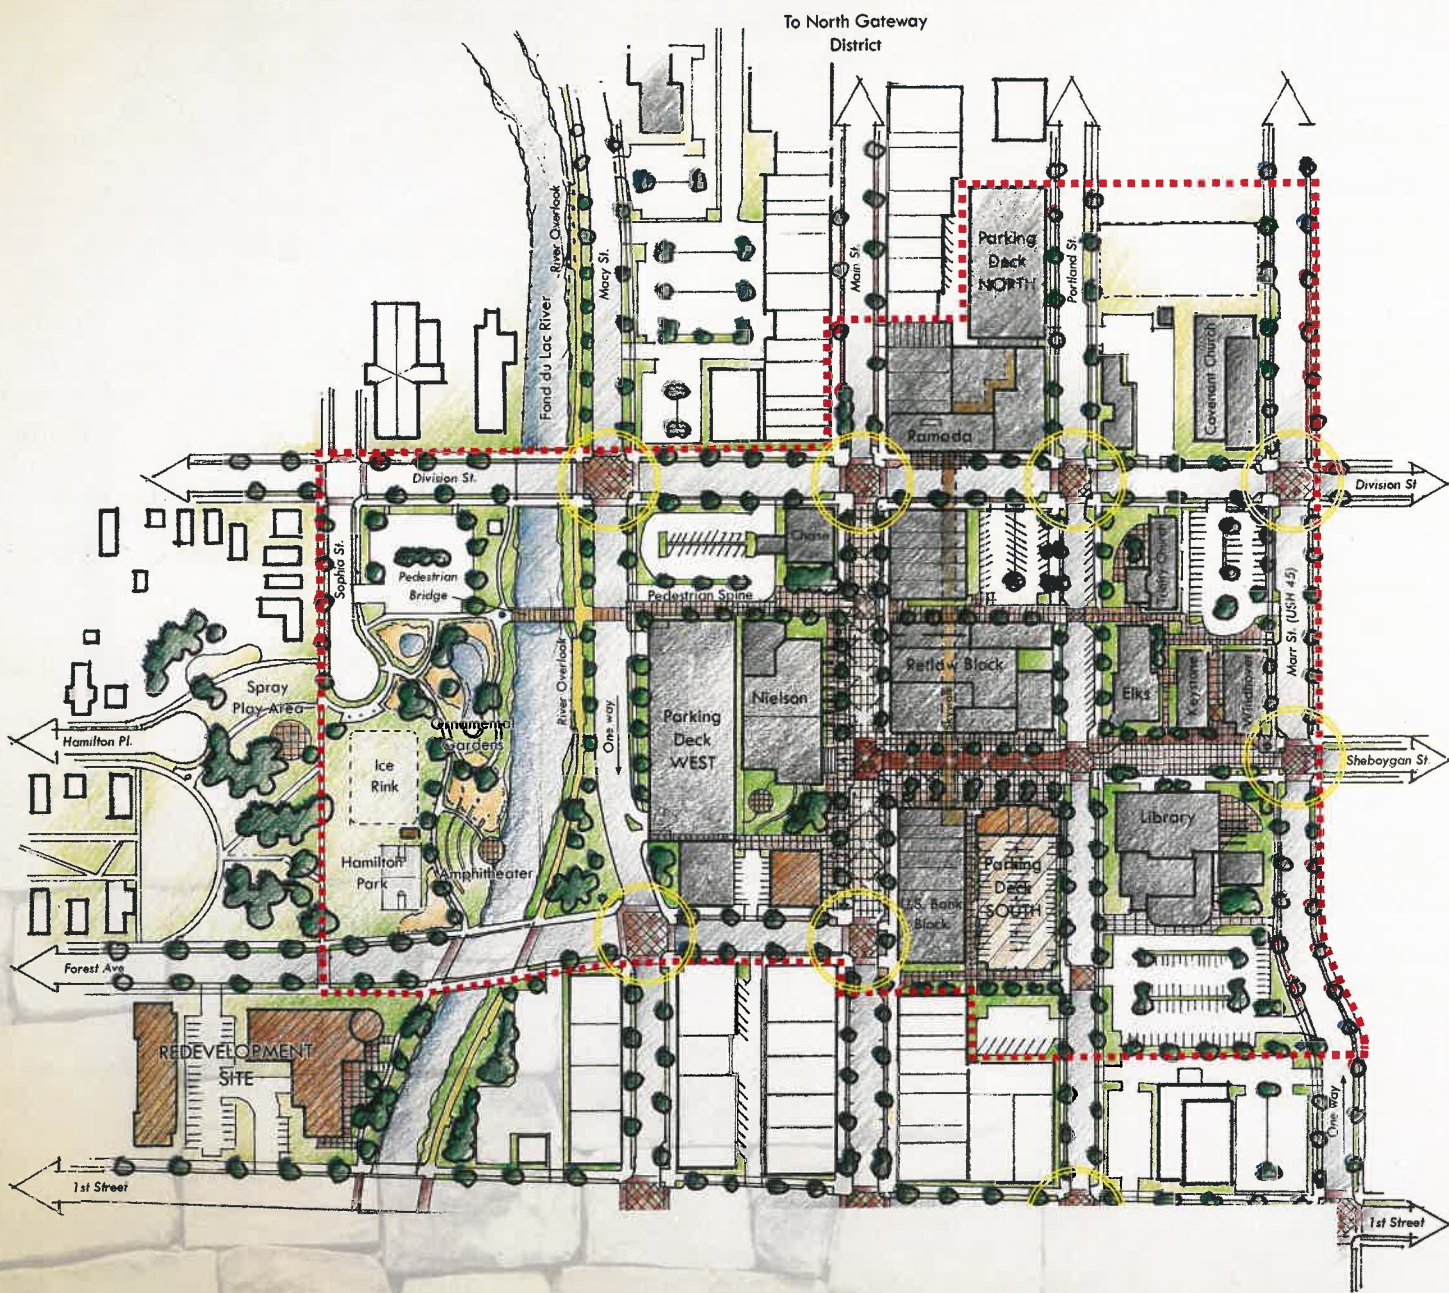 To North Gateway
District
River Overlook
Macy St.
Fond du Lac River
Main St.
Parking
Deck
NORTH
Portland St.
Covenant Church
Ramada
Division St.
Division St
Sophia St.
Pedestrian
Bridge
Pedestrian Spine
Chase
Trinity Church
Marr St. (USH 45)
River Overlook
One way
Parking
Deck
WEST
Nielson
Retlaw Block
Skywalk
Elks
Keystone
Windhover
Spray
Play Area
Hamilton Pl.
Ornamental
Gardens
Ice
Rink
Sheboygan St.
Library
Hamilton
Park
Amphitheater
U.S. Bank
Block
Parking
Deck
SOUTH
Forest Ave
REDEVELOPMENT
SITE
One way
1st Street
1st Street